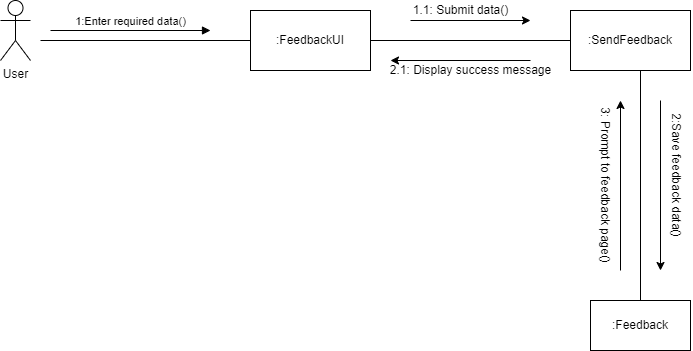 1:Enter required data()
1.1: Submit data()
:FeedbackUI
:SendFeedback
2.1: Display success message
User
3: Prompt to feedback page()
2:Save feedback data()
:Feedback